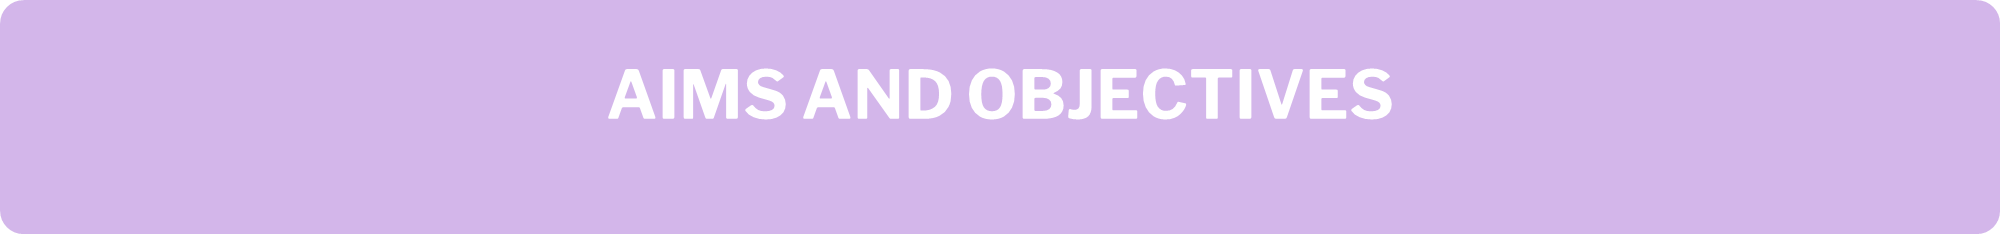 AIMS AND OBJECTIVES